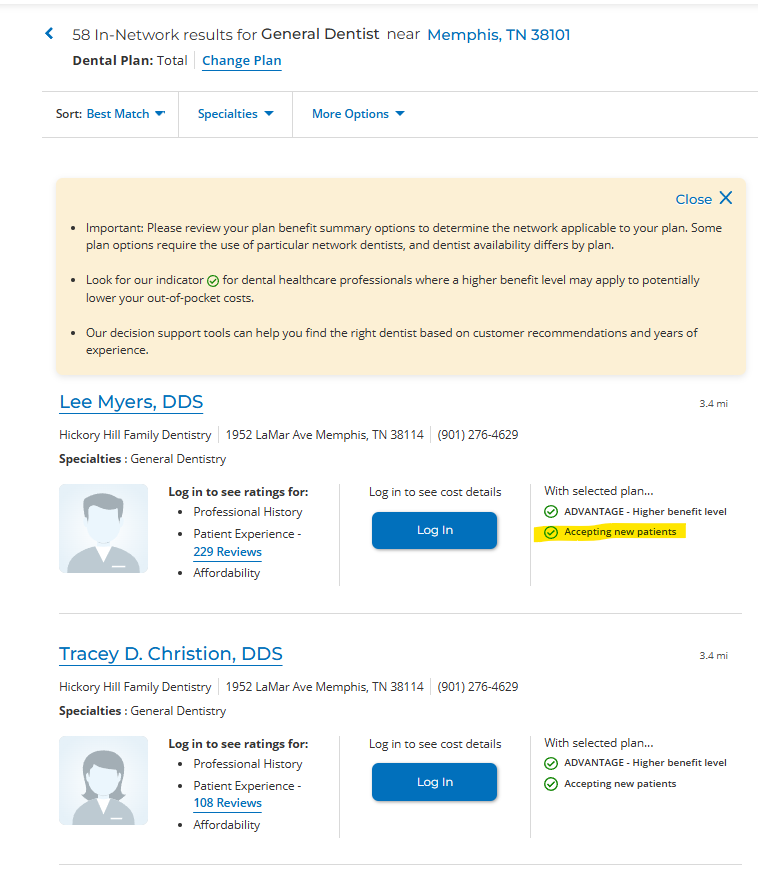 58 In-Network results for General Dentist near Memphis, TN 38101
Dental Plan: Total Change Plan
Sort: Best Match Specialties More Options
Close
Important: Please review your plan benefit summary options to determine the network applicable to your plan. Some
plan options require the use of particular network dentists, and dentist availability differs by plan.
Look for our indicator for dental healthcare professionals where a higher benefit level may apply to potentially
lower your out-of-pocket costs.
Our decision support tools can help you find the right dentist based on customer recommendations and years of
experience.
Lee Myers, DDS
3.4 mi
Hickory Hill Family Dentistry 1952 LaMar Ave Memphis, TN 38114 (901) 276-4629
Specialties : General Dentistry
Log in to see ratings for:
Professional History
Patient Experience -
229 Reviews
Affordability
Log in to see cost details
Log In
With selected plan...
ADVANTAGE - Higher benefit level
Accepting new patients
Tracey D. Christion, DDS
3.4 mi
Hickory Hill Family Dentistry 1952 LaMar Ave Memphis, TN 38114 (901) 276-4629
Specialties : General Dentistry
Log in to see ratings for:
Professional History
Patient Experience -
108 Reviews
Affordability
Log in to see cost details
Log In
With selected plan...
ADVANTAGE - Higher benefit level
Accepting new patients